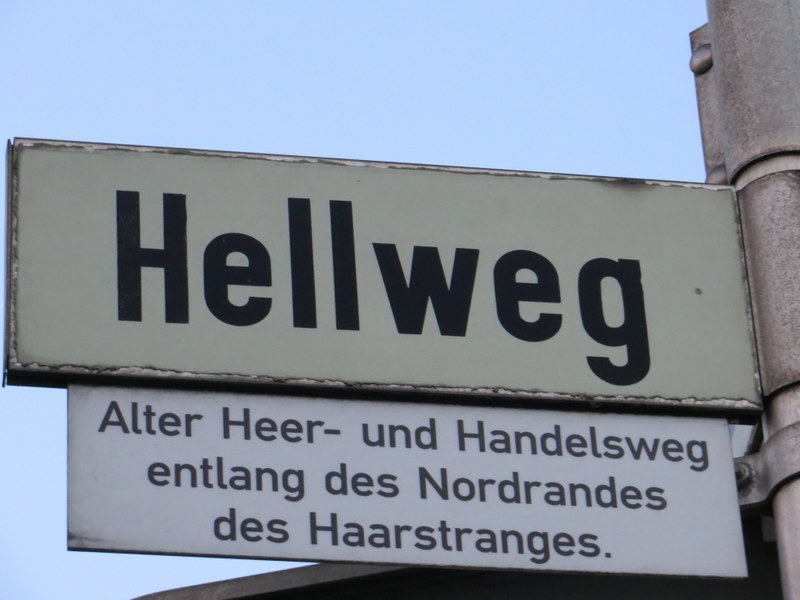 Hellweg
Alter Heer- und Handelsweg
entlang des Nordrandes
des Haarstranges.